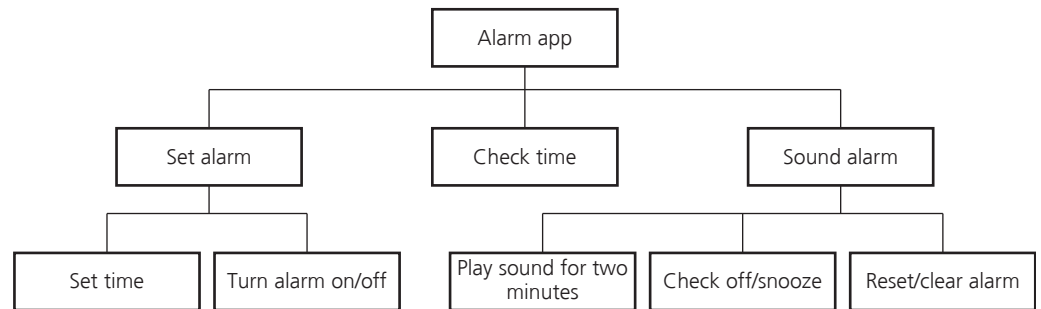 Alarm app
Set alarm
Check time
Sound alarm
Set time
Turn alarm on/off
Play sound for two
minutes
Check off/snooze
Reset/clear alarm